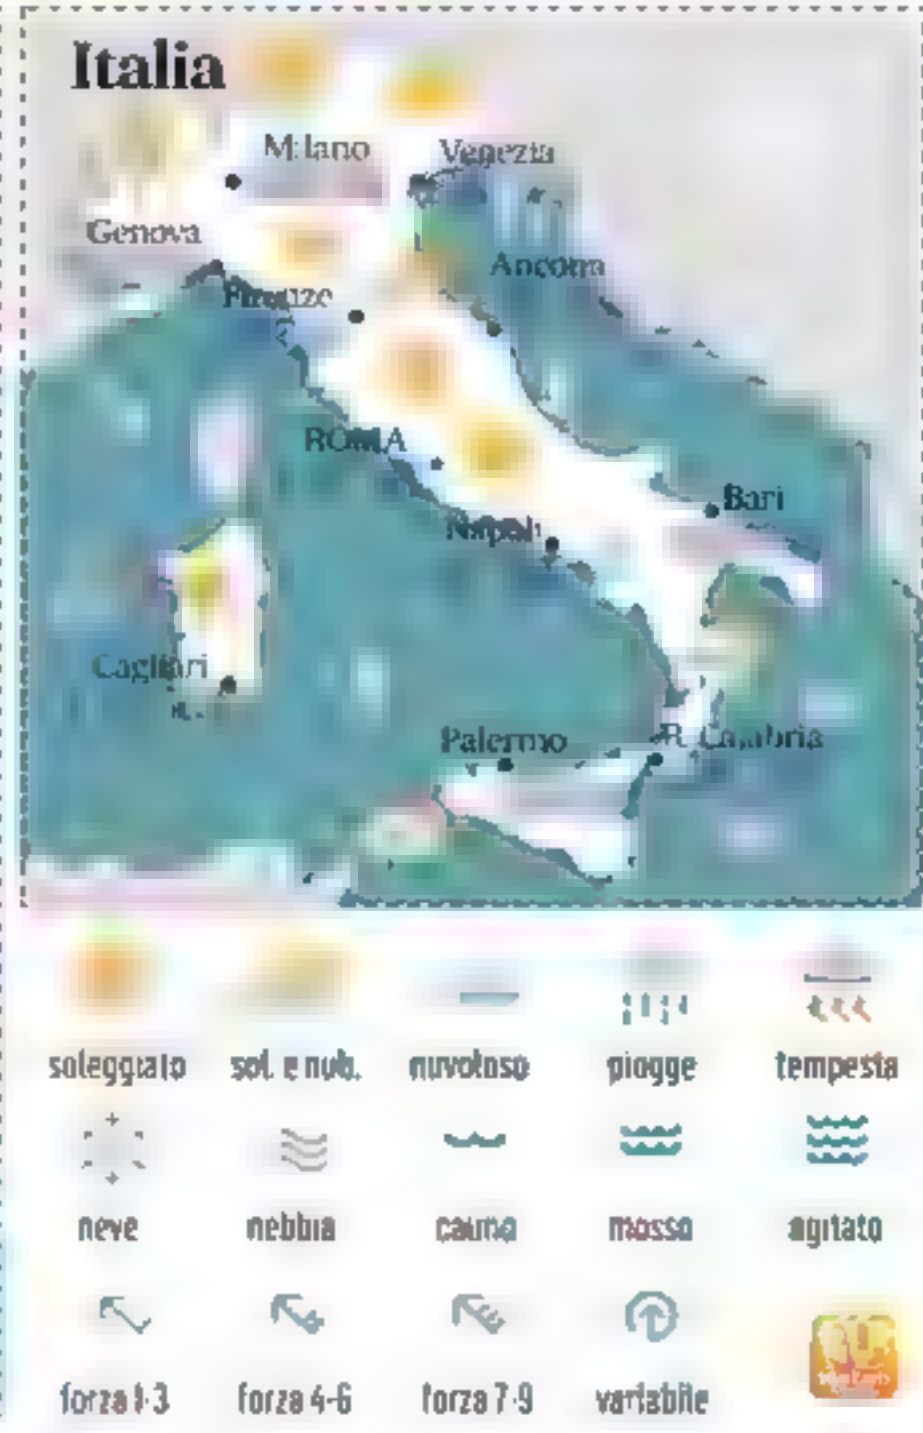 Italia
Milano
Venezia
Genova
Ancona
Firenze
ROMA
Bari
Napoli
Cagliari
Palermo
R. Calabria
soleggiato
sol. e nub.
nuvoloso
piogge
tempesta
neve
nebbia
calmo
mosso
agitato
forza 1-3
forza 4-6
forza 7-9
variabile